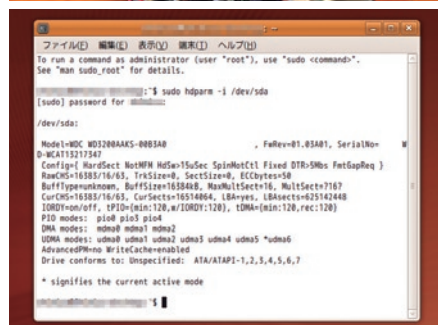 ファイル(F) 編集(E) 表示(V) 端末(T) ヘルプ(H)
To run a command as administrator (user "root"), use "sudo <command>".
See "man sudo_root" for details.
:~$ sudo hdparm -i /dev/sda
[sudo] password for
/dev/sda:
Model=WDC WD3200AAKS-00B3A0 , FwRev=01.03A01, SerialNo= W
D-WCAT13217347
Config={ HardSect NotMFM HdSw>15uSec SpinMotCtl Fixed DTR>5Mbs FmtGapReq }
RawCHS=16383/16/63, TrkSize=0, SectSize=0, ECCbytes=50
BuffType=unknown, BuffSize=16384kB, MaxMultSect=16, MultSect=?16?
CurCHS=16383/16/63, CurSects=16514064, LBA=yes, LBAsects=625142448
IORDY=on/off, tPIO={min:120,w/IORDY:120}, tDMA={min:120,rec:120}
PIO modes: pio0 pio3 pio4
DMA modes: mdma0 mdma1 mdma2
UDMA modes: udma0 udma1 udma2 udma3 udma4 udma5 *udma6
AdvancedPM=no WriteCache=enabled
Drive conforms to: Unspecified: ATA/ATAPI-1,2,3,4,5,6,7
* signifies the current active mode
:~$